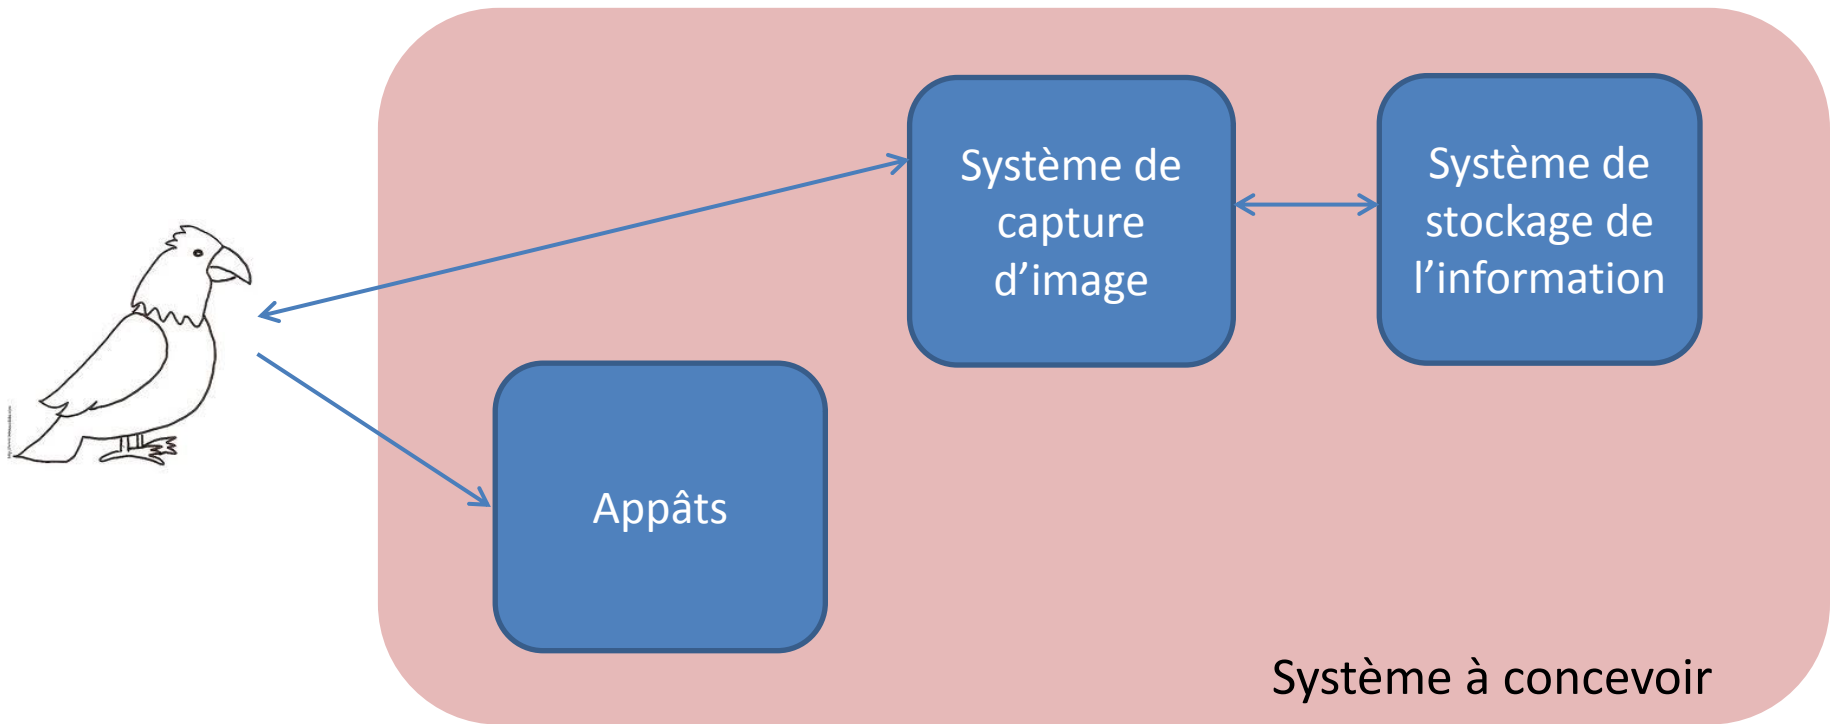 Système de
capture
d’image
Système de
stockage de
l’information
Appâts
Système à concevoir